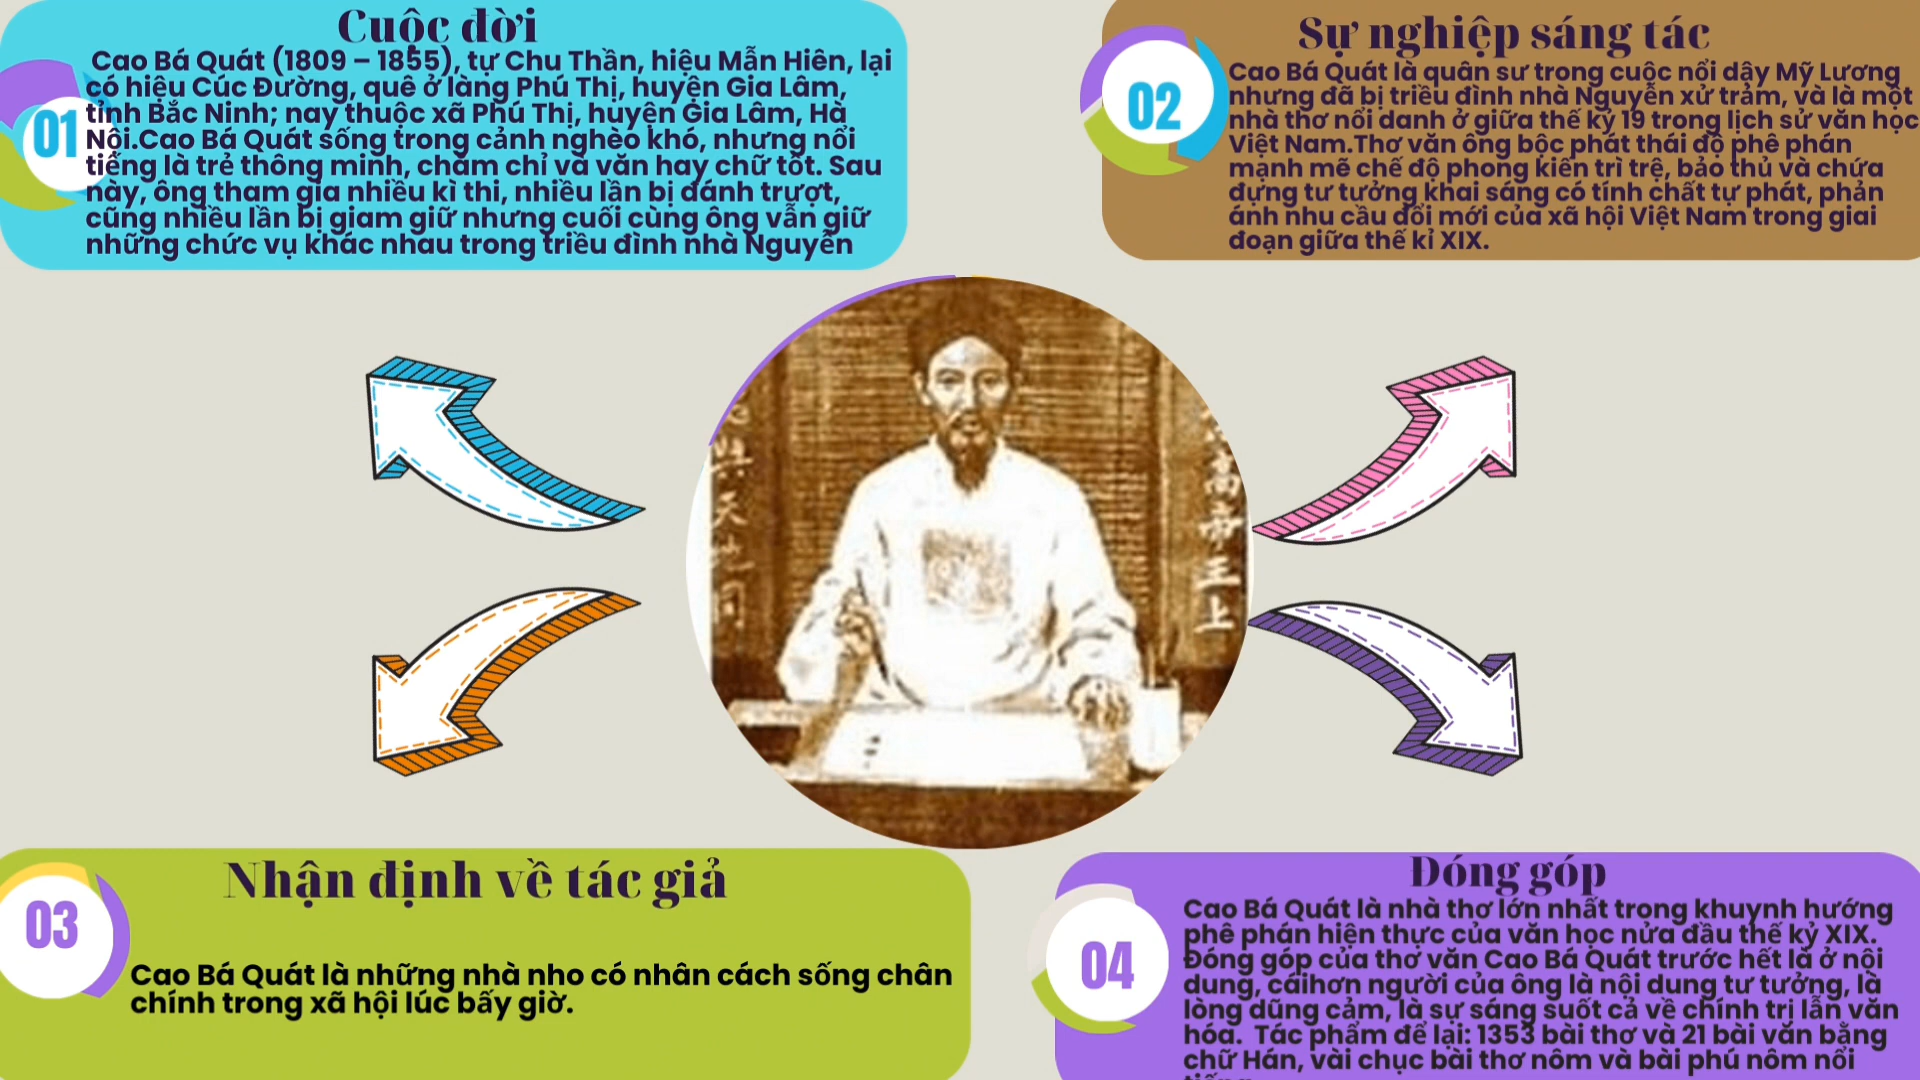 Cuộc đời
01
Cao Bá Quát (1809 – 1855), tự Chu Thần, hiệu Mẫn Hiên, lại
có hiệu Cúc Đường, quê ở làng Phú Thị, huyện Gia Lâm,
tỉnh Bắc Ninh; nay thuộc xã Phú Thị, huyện Gia Lâm, Hà
Nội.Cao Bá Quát sống trong cảnh nghèo khó, nhưng nổi
tiếng là trẻ thông minh, chăm chỉ và văn hay chữ tốt. Sau
này, ông tham gia nhiều kì thi, nhiều lần bị đánh trượt,
cũng nhiều lần bị giam giữ nhưng cuối cùng ông vẫn giữ
những chức vụ khác nhau trong triều đình nhà Nguyễn
Sự nghiệp sáng tác
02
Cao Bá Quát là quân sư trong cuộc nổi dậy Mỹ Lương
nhưng đã bị triều đình nhà Nguyễn xử trảm, và là một
nhà thơ nổi danh ở giữa thế kỷ 19 trong lịch sử văn học
Việt Nam.Thơ văn ông bộc phát thái độ phê phán
mạnh mẽ chế độ phong kiến trì trệ, bảo thủ và chứa
đựng tư tưởng khai sáng có tính chất tự phát, phản
ánh nhu cầu đổi mới của xã hội Việt Nam trong giai
đoạn giữa thế kỉ XIX.
與
天
地
同
高
帝
王
上
Nhận định về tác giả
03
Cao Bá Quát là những nhà nho có nhân cách sống chân
chính trong xã hội lúc bấy giờ.
Đóng góp
04
Cao Bá Quát là nhà thơ lớn nhất trong khuynh hướng
phê phán hiện thực của văn học nửa đầu thế kỷ XIX.
Đóng góp của thơ văn Cao Bá Quát trước hết là ở nội
dung, cáihơn người của ông là nội dung tư tưởng, là
lòng dũng cảm, là sự sáng suốt cả về chính trị lẫn văn
hóa. Tác phẩm để lại: 1353 bài thơ và 21 bài văn bằng
chữ Hán, vài chục bài thơ nôm và bài phú nôm nổi